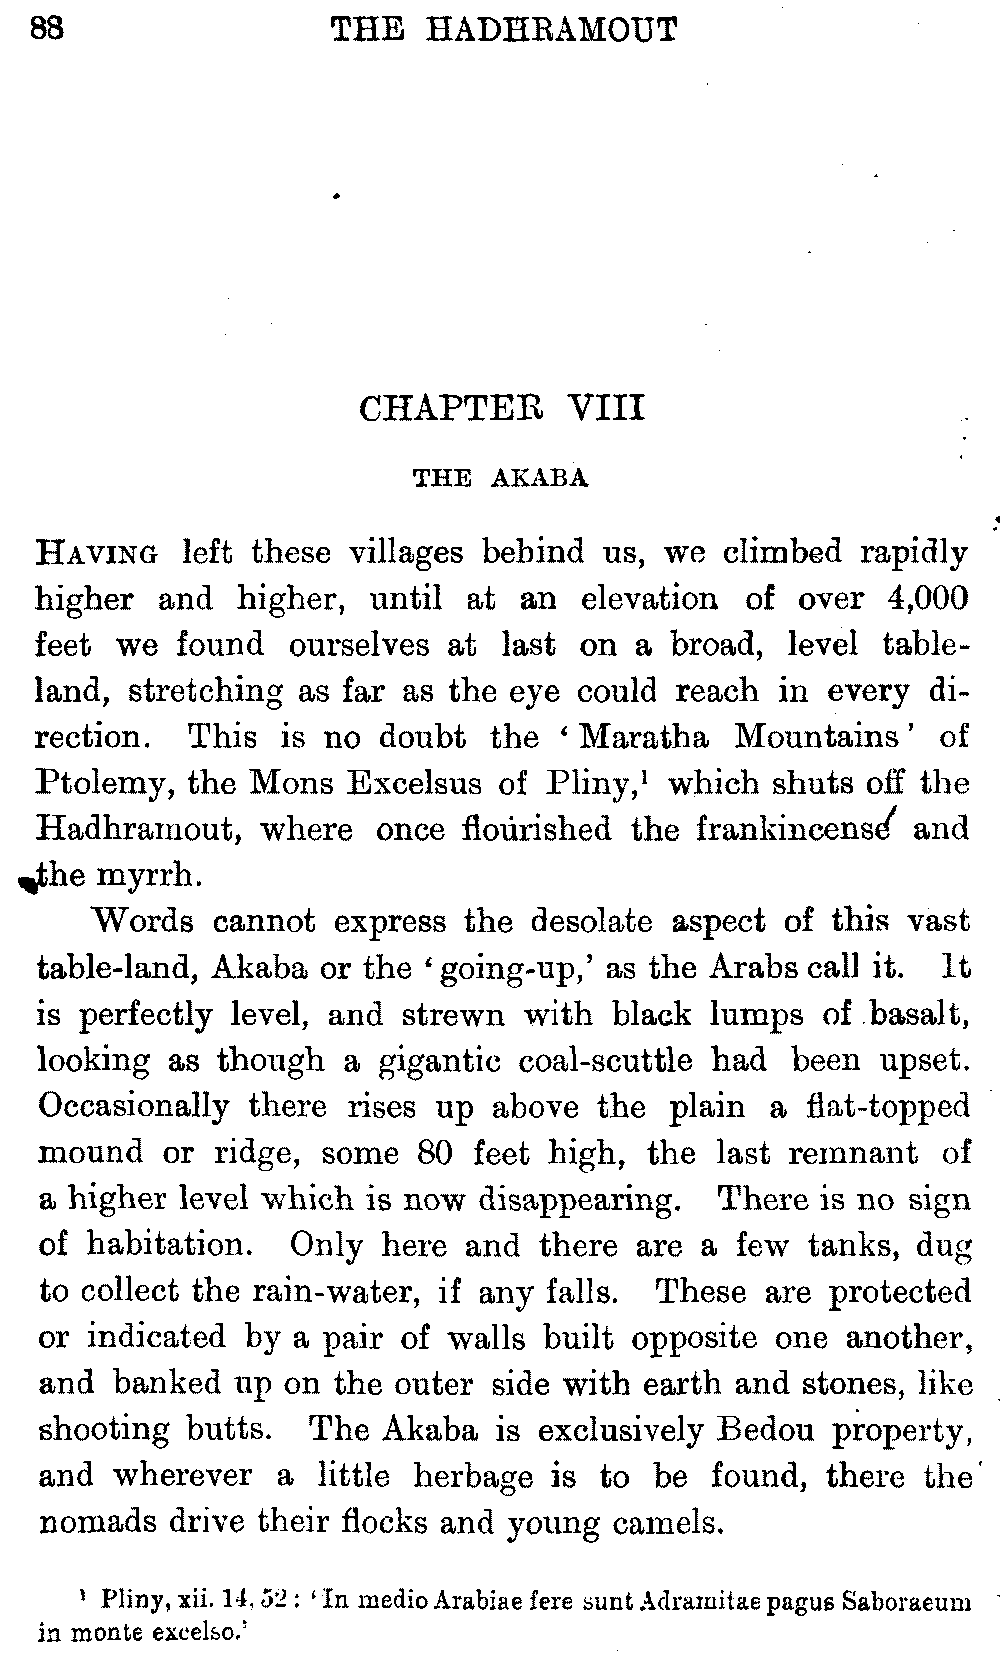 88 THE HADHRAMOUT
CHAPTER VIII
THE AKABA
HAVING left these villages behind us, we climbed rapidly
higher and higher, until at an elevation of over 4,000
feet we found ourselves at last on a broad, level table-
land, stretching as far as the eye could reach in every di-
rection. This is no doubt the ‘Maratha Mountains’ of
Ptolemy, the Mons Excelsus of Pliny,¹ which shuts off the
Hadhramout, where once flourished the frankincense and
the myrrh.
Words cannot express the desolate aspect of this vast
table-land, Akaba or the ‘going-up,’ as the Arabs call it. It
is perfectly level, and strewn with black lumps of basalt,
looking as though a gigantic coal-scuttle had been upset.
Occasionally there rises up above the plain a flat-topped
mound or ridge, some 80 feet high, the last remnant of
a higher level which is now disappearing. There is no sign
of habitation. Only here and there are a few tanks, dug
to collect the rain-water, if any falls. These are protected
or indicated by a pair of walls built opposite one another,
and banked up on the outer side with earth and stones, like
shooting butts. The Akaba is exclusively Bedou property,
and wherever a little herbage is to be found, there the
nomads drive their flocks and young camels.
¹ Pliny, xii. 14, 52: ‘In medio Arabiae fere sunt Adramitae pagus Saboraeum
in monte excelso.’